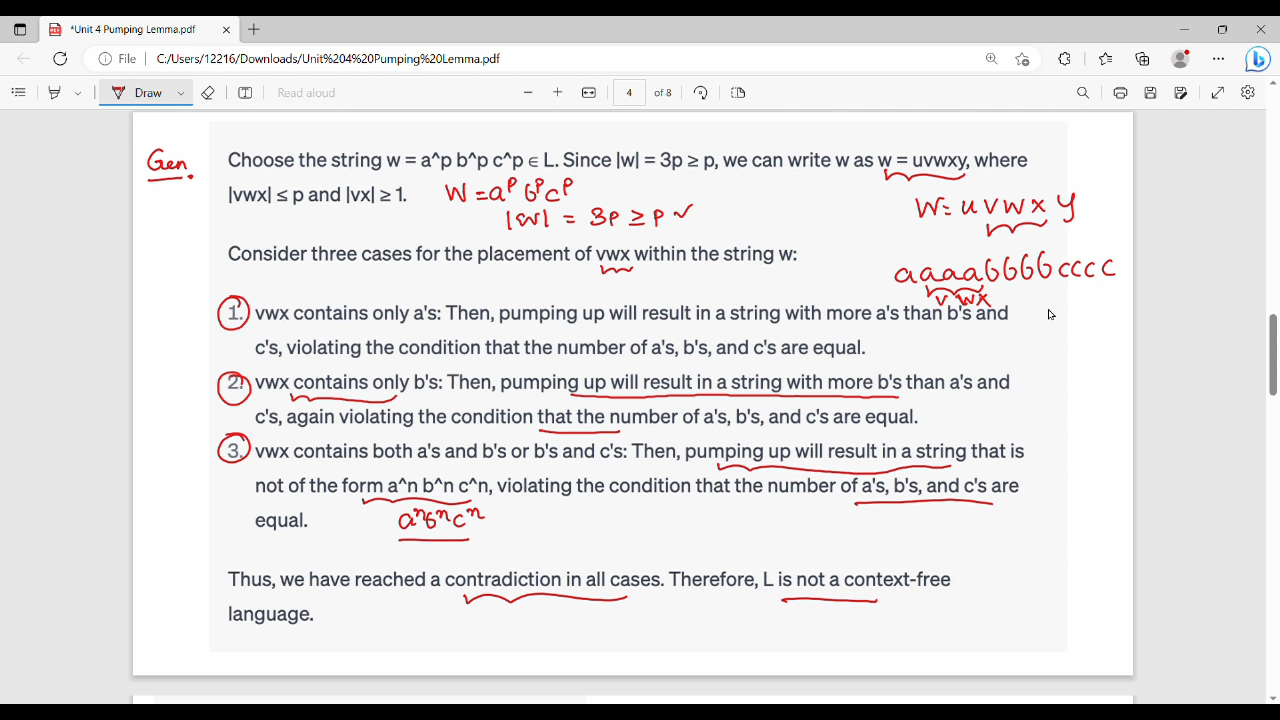 *Unit 4 Pumping Lemma.pdf
File C:/Users/12216/Downloads/Unit%204%20Pumping%20Lemma.pdf
Draw Read aloud 4 of 8
Gen. Choose the string w = a^p b^p c^p ∈ L. Since |w| = 3p ≥ p, we can write w as w = uvwxy, where
|vwx| ≤ p and |vx| ≥ 1.
W = aᵖ bᵖ cᵖ
|w| = 3p ≥ p ✓
W = u v w x y
Consider three cases for the placement of vwx within the string w:
aaaabbbbcccc
v wx
1. vwx contains only a's: Then, pumping up will result in a string with more a's than b's and
c's, violating the condition that the number of a's, b's, and c's are equal.
2. vwx contains only b's: Then, pumping up will result in a string with more b's than a's and
c's, again violating the condition that the number of a's, b's, and c's are equal.
3. vwx contains both a's and b's or b's and c's: Then, pumping up will result in a string that is
not of the form a^n b^n c^n, violating the condition that the number of a's, b's, and c's are
equal.
aⁿbⁿcⁿ
Thus, we have reached a contradiction in all cases. Therefore, L is not a context-free
language.